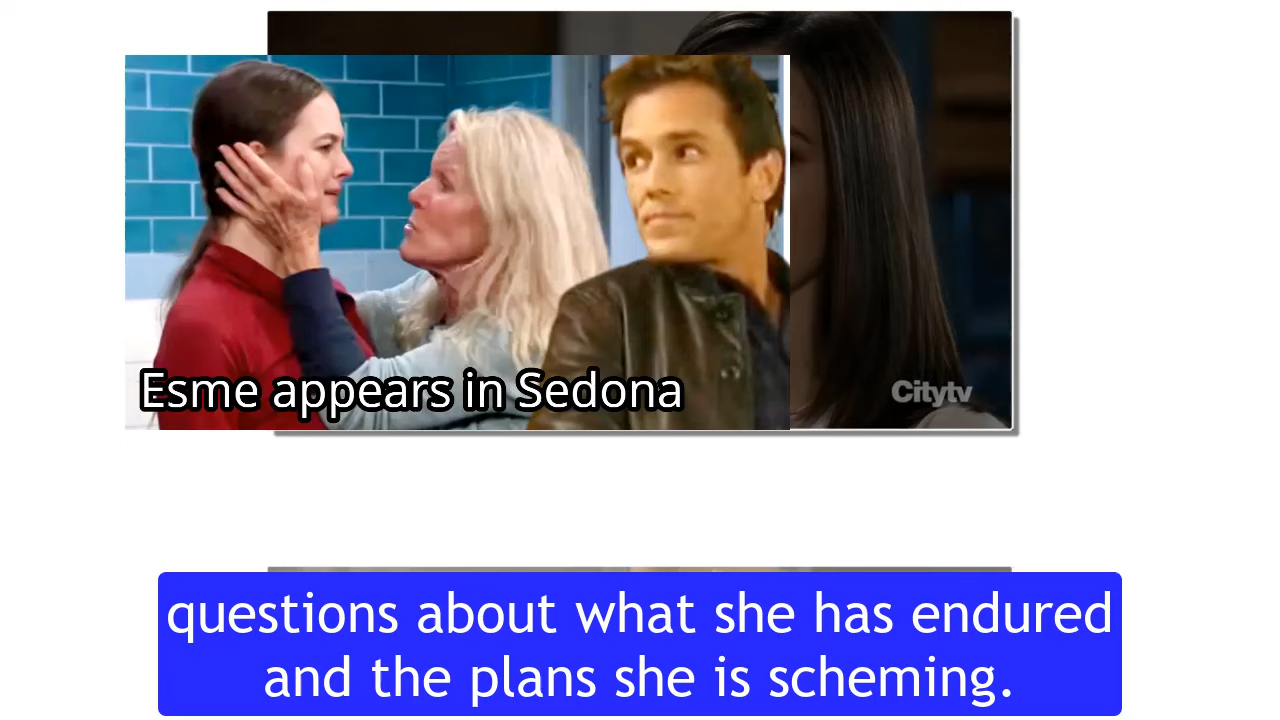 Esme appears in Sedona
Citytv
questions about what she has endured
and the plans she is scheming.